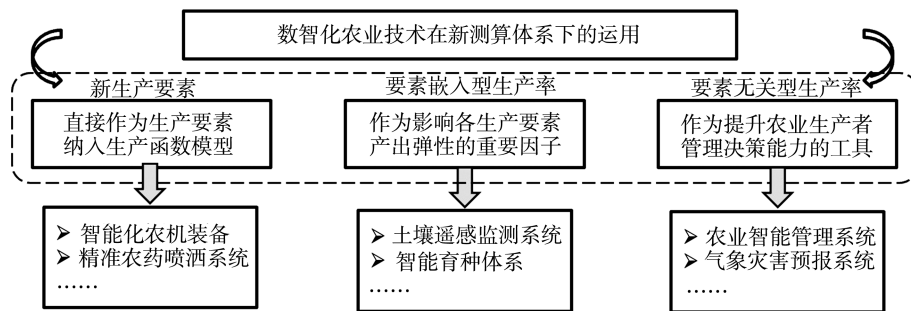 数智化农业技术在新测算体系下的运用
新生产要素
直接作为生产要素
纳入生产函数模型
要素嵌入型生产率
作为影响各生产要素
产出弹性的重要因子
要素无关型生产率
作为提升农业生产者
管理决策能力的工具
➢ 智能化农机装备
➢ 精准农药喷洒系统
……
➢ 土壤遥感监测系统
➢ 智能育种体系
……
➢ 农业智能管理系统
➢ 气象灾害预报系统
……